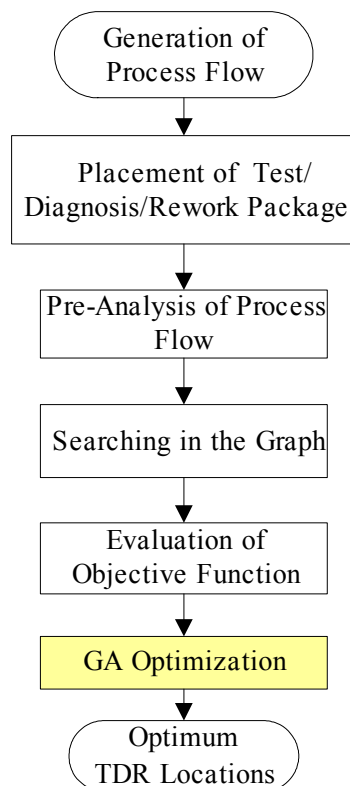 Generation of
Process Flow
Placement of Test/
Diagnosis/Rework Package
Pre-Analysis of Process
Flow
Searching in the Graph
Evaluation of
Objective Function
GA Optimization
Optimum
TDR Locations